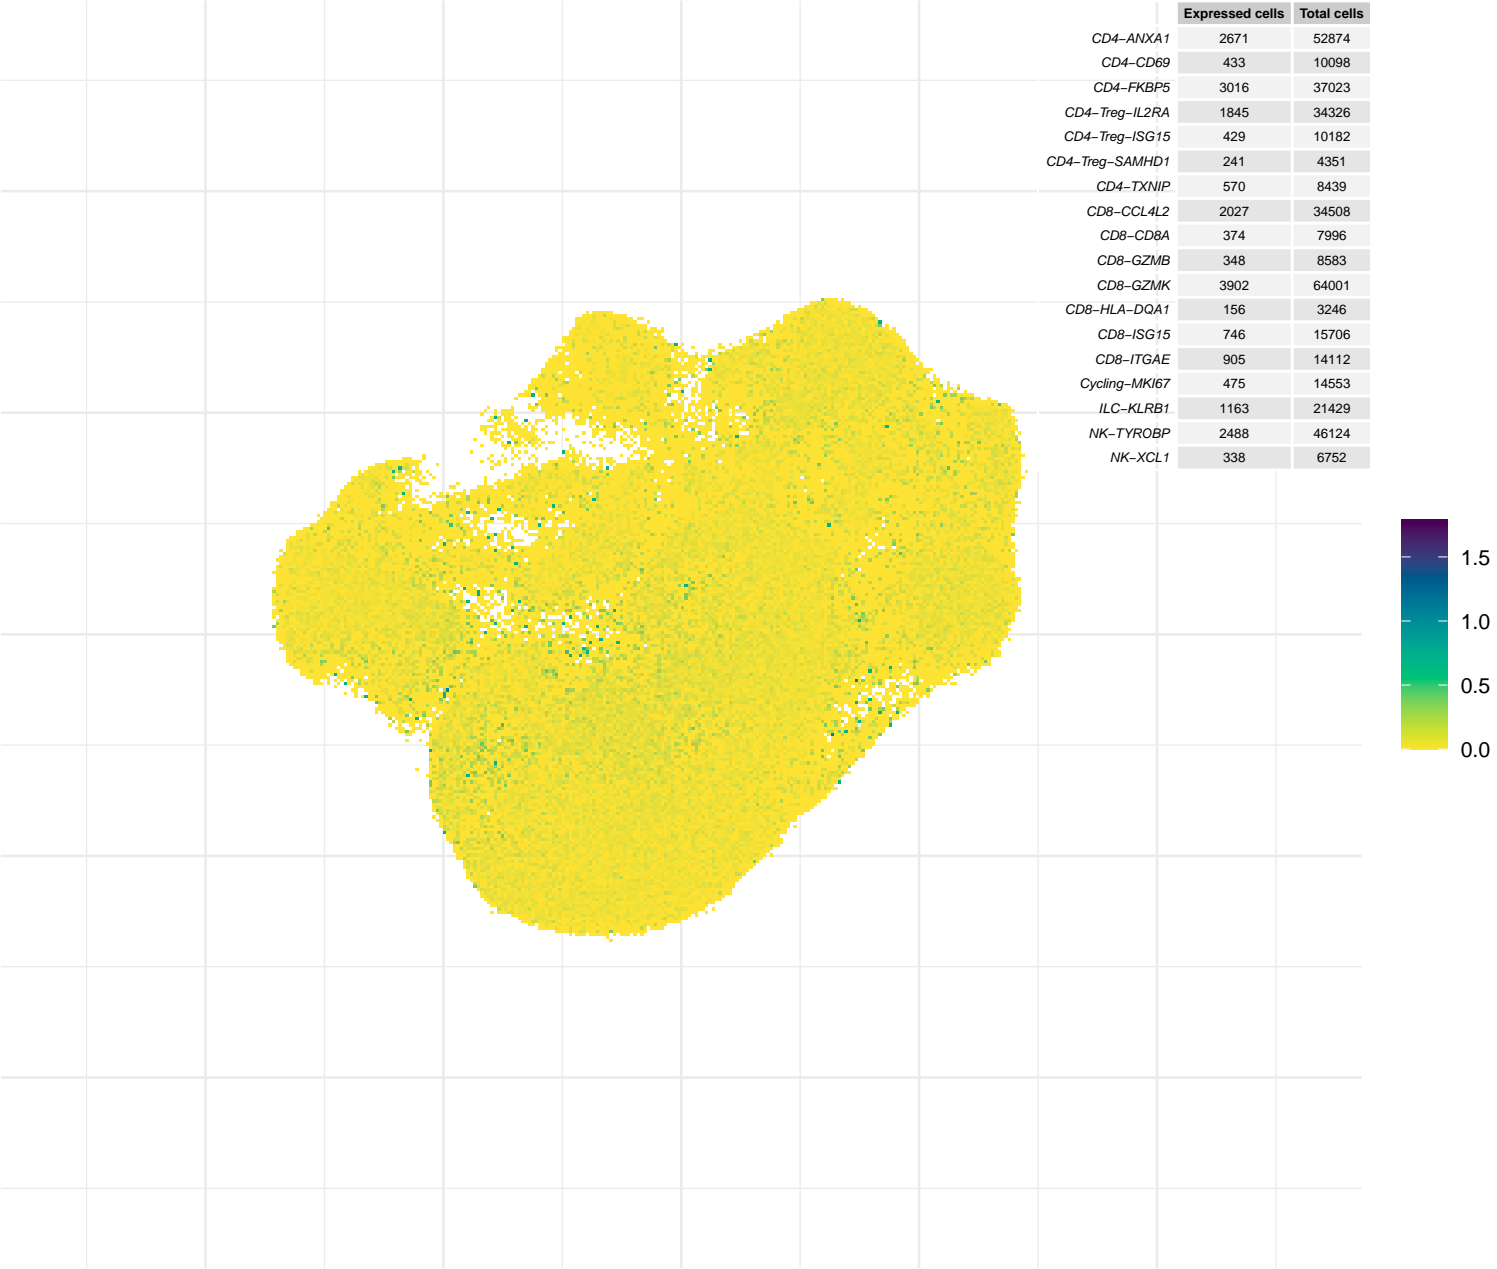 Expressed cells Total cells
CD4−ANXA1 2671 52874
CD4−CD69 433 10098
CD4−FKBP5 3016 37023
CD4−Treg−IL2RA 1845 34326
CD4−Treg−ISG15 429 10182
CD4−Treg−SAMHD1 241 4351
CD4−TXNIP 570 8439
CD8−CCL4L2 2027 34508
CD8−CD8A 374 7996
CD8−GZMB 348 8583
CD8−GZMK 3902 64001
CD8−HLA−DQA1 156 3246
CD8−ISG15 746 15706
CD8−ITGAE 905 14112
Cycling−MKI67 475 14553
ILC−KLRB1 1163 21429
NK−TYROBP 2488 46124
NK−XCL1 338 6752
1.5
1.0
0.5
0.0